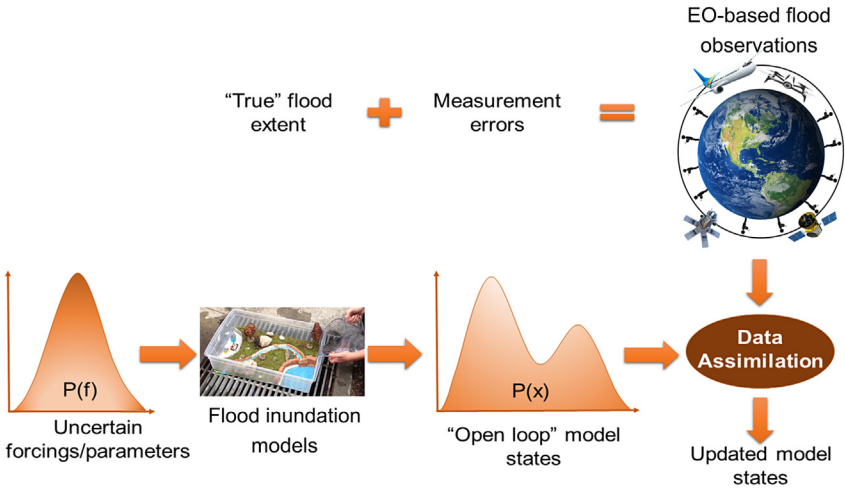 EO-based flood
observations
“True” flood
extent
Measurement
errors
P(f)
Uncertain
forcings/parameters
Flood inundation
models
P(x)
“Open loop” model
states
Data
Assimilation
Updated model
states